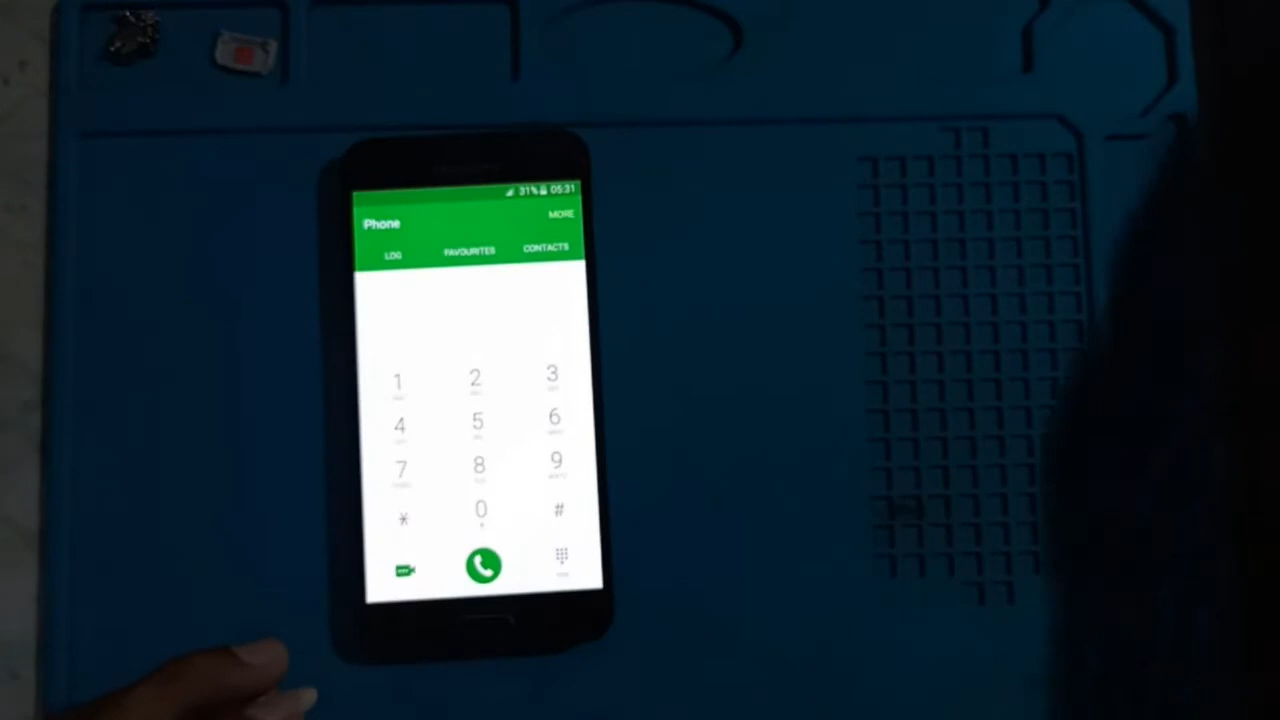 31% 05:31
Phone
MORE
LOG FAVOURITES CONTACTS
1 2 3
4 5 6
7 8 9
* 0 #